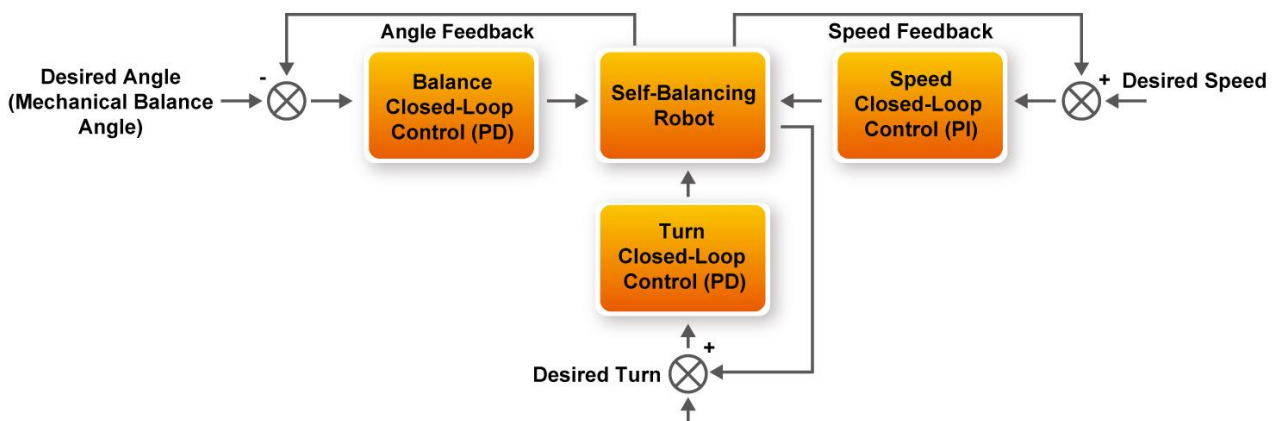 Angle Feedback
Speed Feedback
Desired Angle
(Mechanical Balance
Angle)
-
Balance
Closed-Loop
Control (PD)
Self-Balancing
Robot
Speed
Closed-Loop
Control (PI)
+
Desired Speed
Turn
Closed-Loop
Control (PD)
+
Desired Turn